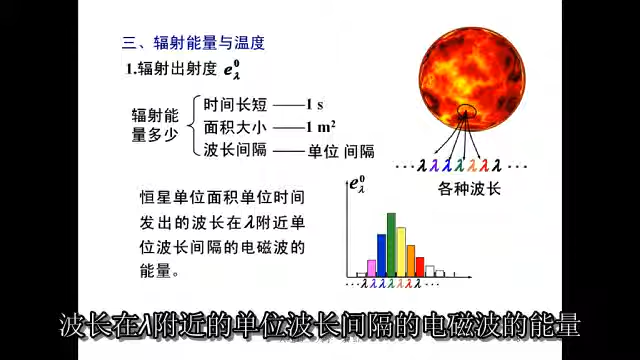 三、辐射能量与温度
1.辐射出射度 e⁰_λ
辐射能
量多少
时间长短 ——1 s
面积大小 ——1 m²
波长间隔 ——单位 间隔
···λ λ λ λ λ λ λ···
各种波长
e⁰_λ
恒星单位面积单位时间
发出的波长在λ附近单
位波长间隔的电磁波的
能量。
···λ λ λ λ λ λ···
波长在λ附近的单位波长间隔的电磁波的能量